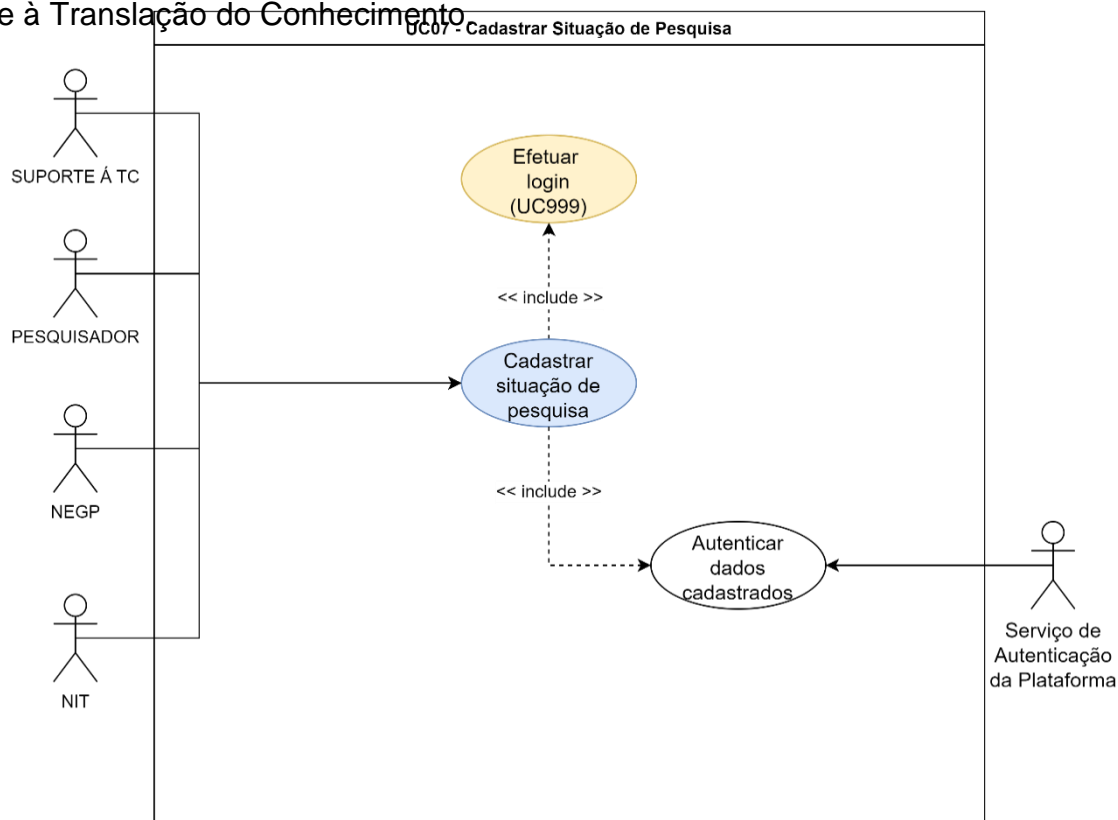 e à Translação do Conhecimento.
UC07 - Cadastrar Situação de Pesquisa
SUPORTE Á TC
Efetuar
login
(UC999)
PESQUISADOR
<< include >>
Cadastrar
situação de
pesquisa
<< include >>
NEGP
Autenticar
dados
cadastrados
Serviço de
Autenticação
da Plataforma
NIT